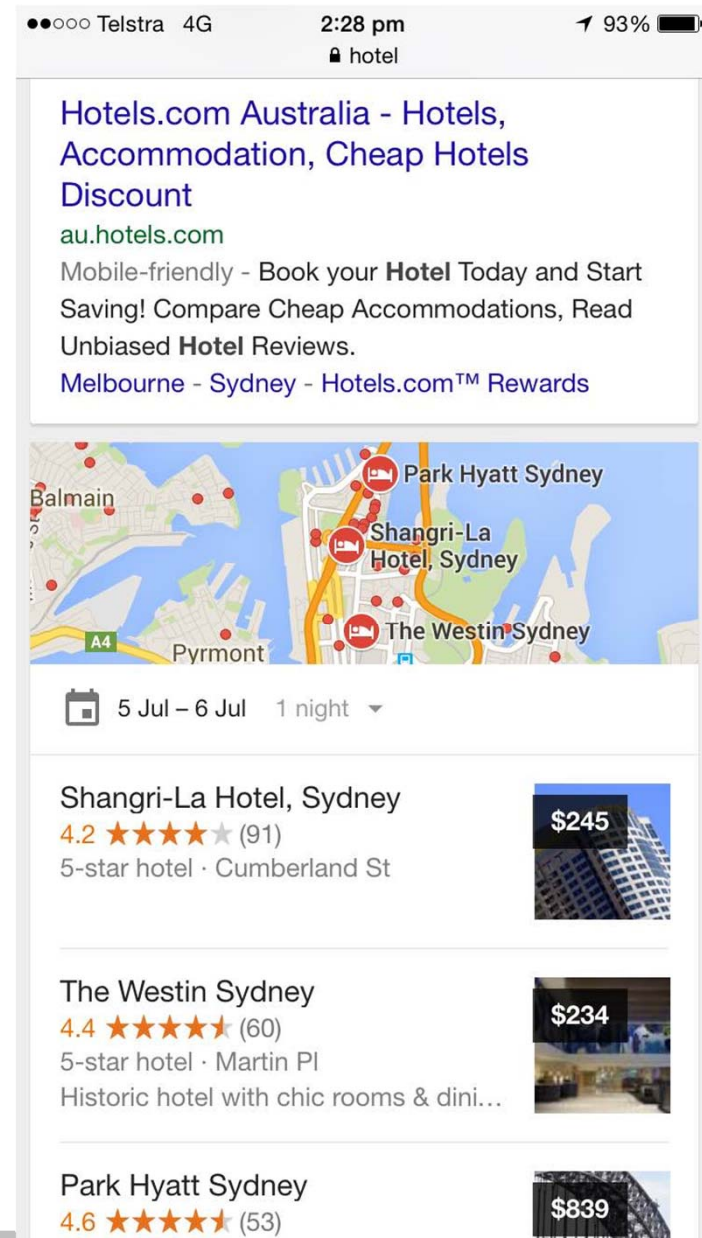 Telstra 4G 2:28 pm 93%
hotel
Hotels.com Australia - Hotels,
Accommodation, Cheap Hotels
Discount
au.hotels.com
Mobile-friendly - Book your Hotel Today and Start
Saving! Compare Cheap Accommodations, Read
Unbiased Hotel Reviews.
Melbourne - Sydney - Hotels.com™ Rewards
Park Hyatt Sydney
Balmain
Shangri-La
Hotel, Sydney
The Westin Sydney
A4
Pyrmont
5 Jul – 6 Jul 1 night
Shangri-La Hotel, Sydney
$245
4.2 (91)
5-star hotel · Cumberland St
The Westin Sydney
$234
4.4 (60)
5-star hotel · Martin Pl
Historic hotel with chic rooms & dini...
Park Hyatt Sydney
$839
4.6 (53)